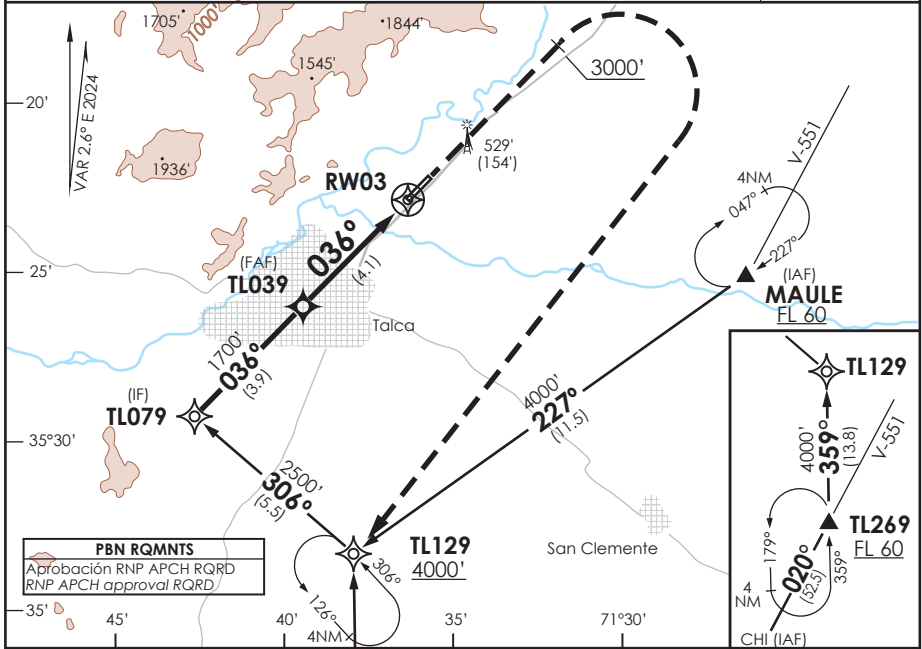 1705'
1000'
1844'
1545'
3000'
20'
VAR 2.6° E 2024
1936'
529'
(154')
RW03
V-551
4NM
047°
227°
036°
(4.1)
(FAF)
TL039
25'
(IAF)
MAULE
FL 60
Talca
1700'
036°
(3.9)
(IF)
TL079
4000'
227°
(11.5)
TL129
4000'
359°
(13.8)
V-551
35°30'
2500'
306°
(5.5)
TL269
FL 60
179°
020°
(52.5)
359°
4
NM
CHI (IAF)
PBN RQMNTS
Aprobación RNP APCH RQRD
RNP APCH approval RQRD
TL129
4000'
San Clemente
306°
126°
4NM
35'
45'
40'
35'
71°30'